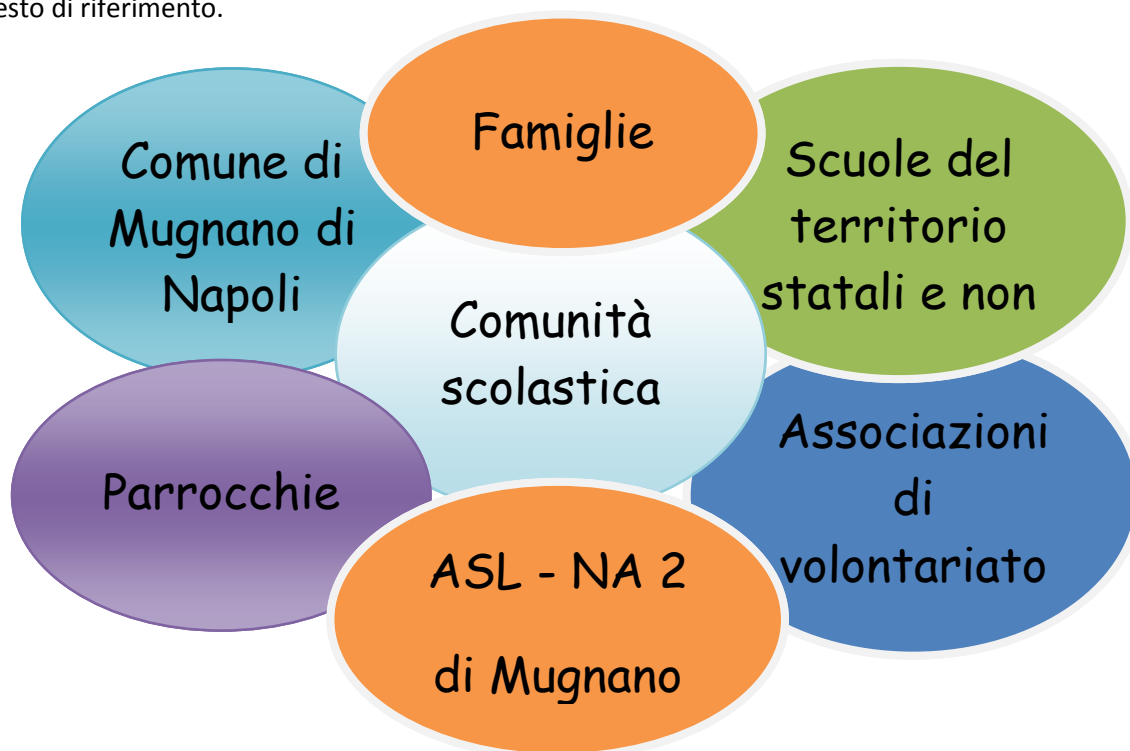 esto di riferimento.
Famiglie
Comune di
Mugnano di
Napoli
Scuole del
territorio
statali e non
Comunità
scolastica
Parrocchie
Associazioni
di
volontariato
ASL - NA 2
di Mugnano